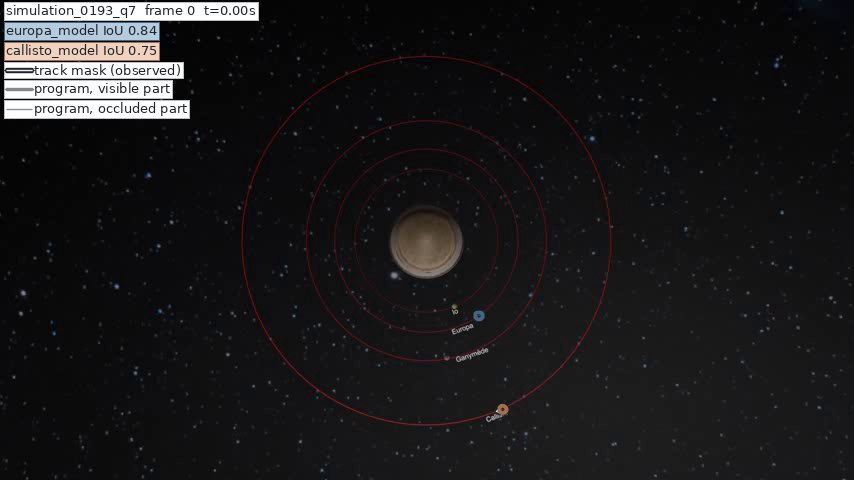 simulation_0193_q7  frame 0  t=0.00s
europa_model IoU 0.84
callisto_model IoU 0.75
track mask (observed)
program, visible part
program, occluded part
Io
Europa
Ganymède